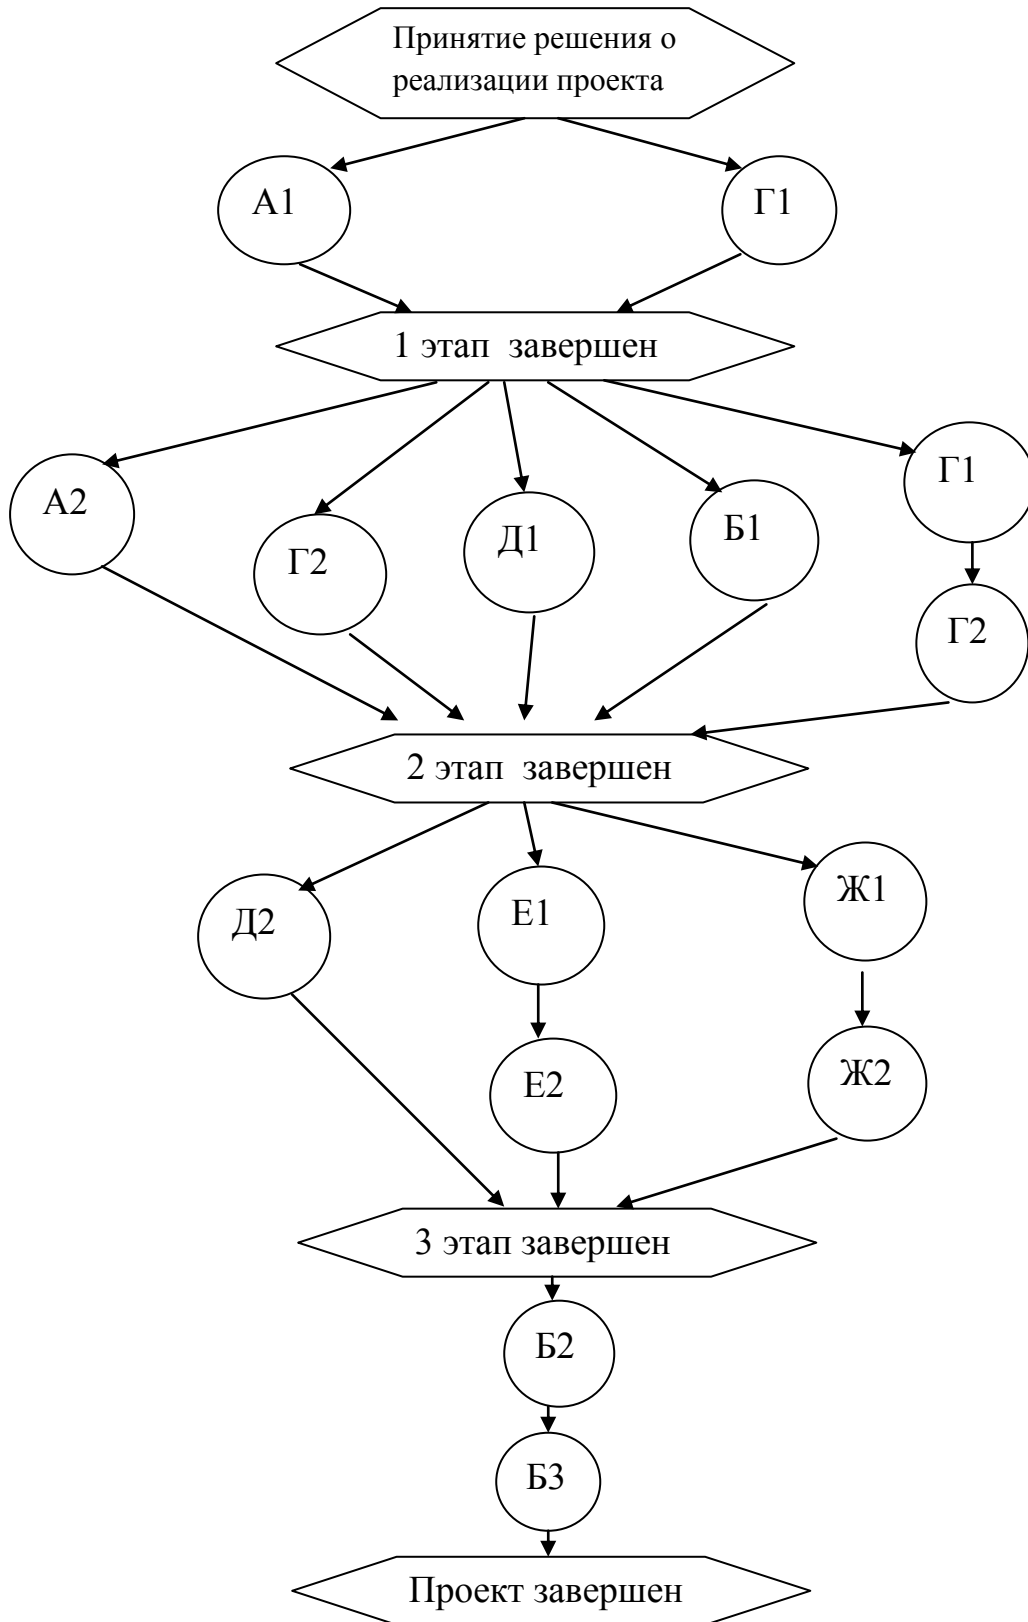 Принятие решения о
реализации проекта
А1
Г1
1 этап завершен
А2
Г2
Д1
Б1
Г1
Г2
2 этап завершен
Д2
Е1
Ж1
Е2
Ж2
3 этап завершен
Б2
Б3
Проект завершен